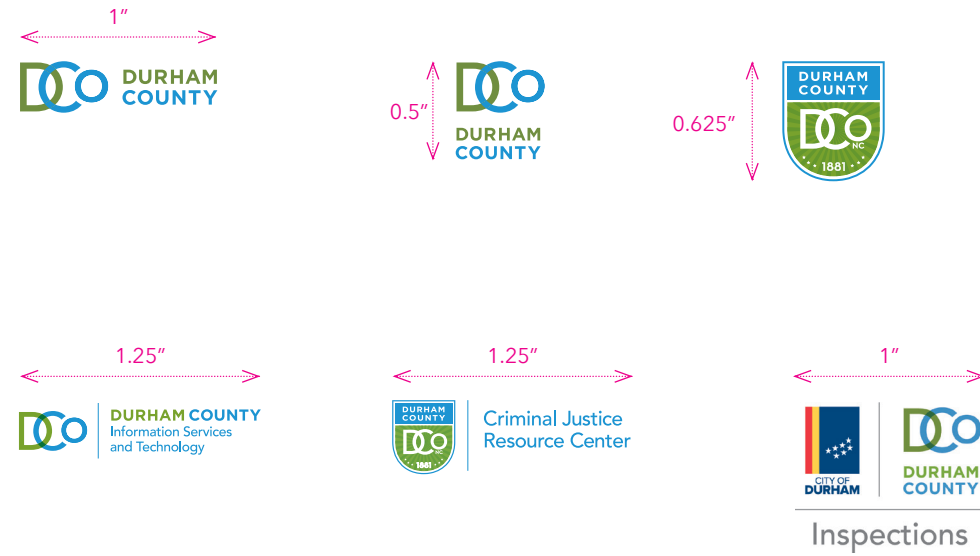 1”
DCO DURHAM
COUNTY
0.5”
DCO
DURHAM
COUNTY
0.625”
DURHAM
COUNTY
DCO
NC
1881
1.25”
DCO
DURHAM COUNTY
Information Services
and Technology
1.25”
DURHAM
COUNTY
DCO
NC
1881
Criminal Justice
Resource Center
1”
CITY OF
DURHAM
DCO
DURHAM
COUNTY
Inspections